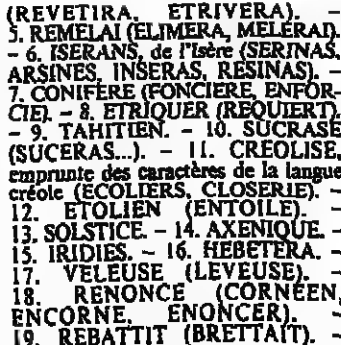 (REVETIRA, ETRIVERA). –
5. REMELAI (ELIMERA, MELERAI).
– 6. ISERANS, de l'Isère (SERINAS,
ARSINES, INSERAS, RESINAS). –
7. CONIFERE (FONCIERE, ENFOR-
CIE). – 8. ETRIQUER (REQUIERT).
– 9. TAHITIEN. – 10. SUCRASE
(SUCERAS...). – 11. CREOLISE,
emprunte des caractères de la langue
créole (ECOLIERS, CLOSERIE). –
12. ETOLIEN (ENTOILE). –
13. SOLSTICE. – 14. AXENIQUE. –
15. IRIDIES. – 16. HEBETERA. –
17. VELEUSE (LEVEUSE). –
18. RENONCE (CORNEEN,
ENCORNE, ENONCER). –
19. REBATTIT (BRETTAIT). –